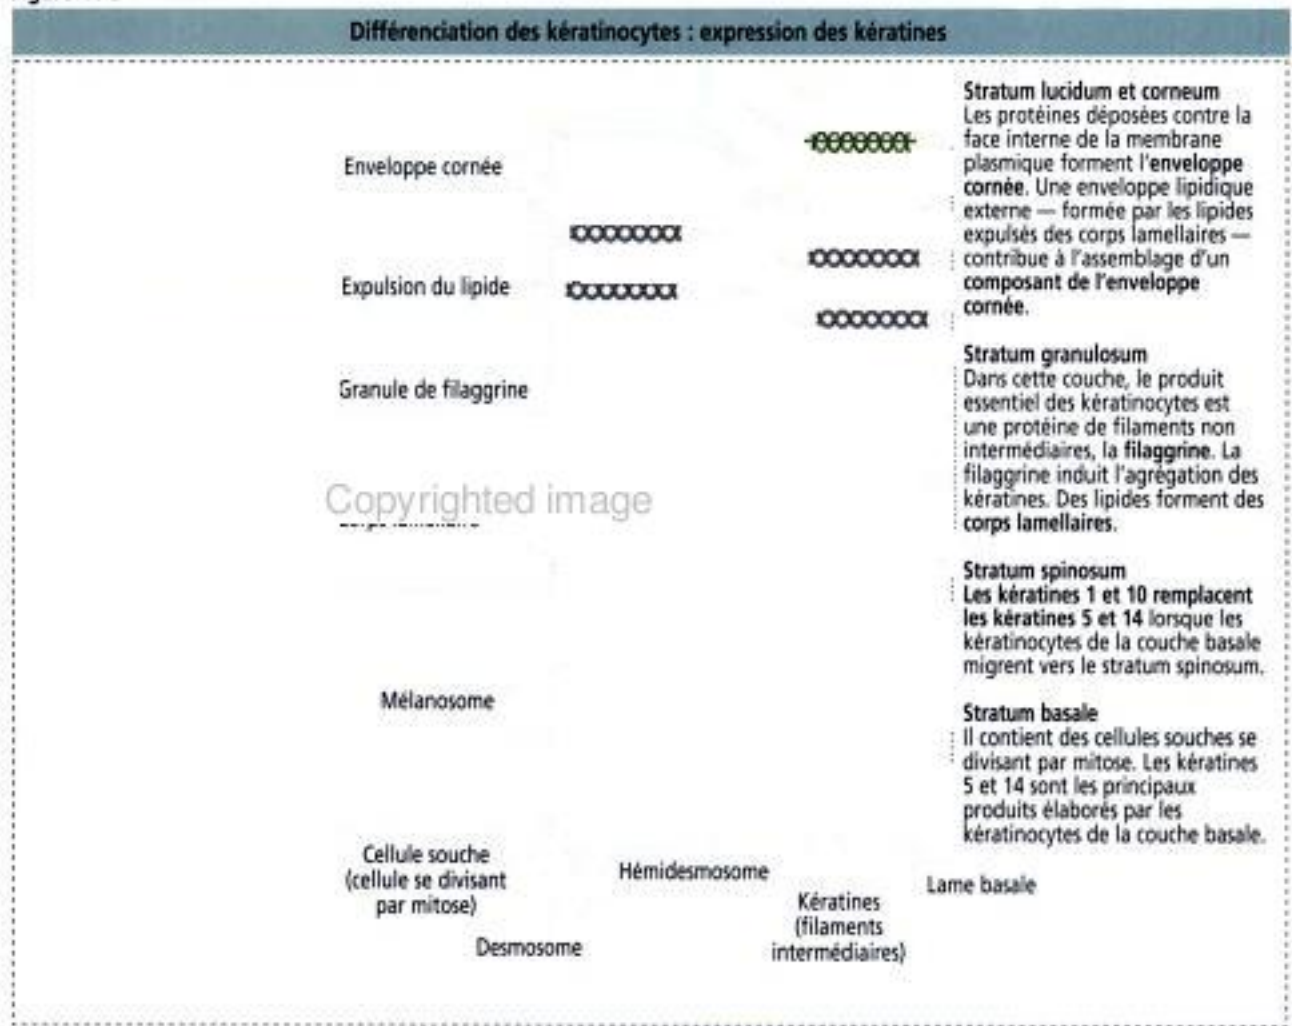 Différenciation des kératinocytes : expression des kératines
Enveloppe cornée
Expulsion du lipide
Granule de filaggrine
Copyrighted image
Mélanosome
Cellule souche
(cellule se divisant
par mitose)
Desmosome
Hémidesmosome
Kératines
(filaments
intermédiaires)
Lame basale
Stratum lucidum et corneum
Les protéines déposées contre la
face interne de la membrane
plasmique forment l'enveloppe
cornée. Une enveloppe lipidique
externe — formée par les lipides
expulsés des corps lamellaires —
contribue à l'assemblage d'un
composant de l'enveloppe
cornée.
Stratum granulosum
Dans cette couche, le produit
essentiel des kératinocytes est
une protéine de filaments non
intermédiaires, la filaggrine. La
filaggrine induit l'agrégation des
kératines. Des lipides forment des
corps lamellaires.
Stratum spinosum
Les kératines 1 et 10 remplacent
les kératines 5 et 14 lorsque les
kératinocytes de la couche basale
migrent vers le stratum spinosum.
Stratum basale
Il contient des cellules souches se
divisant par mitose. Les kératines
5 et 14 sont les principaux
produits élaborés par les
kératinocytes de la couche basale.